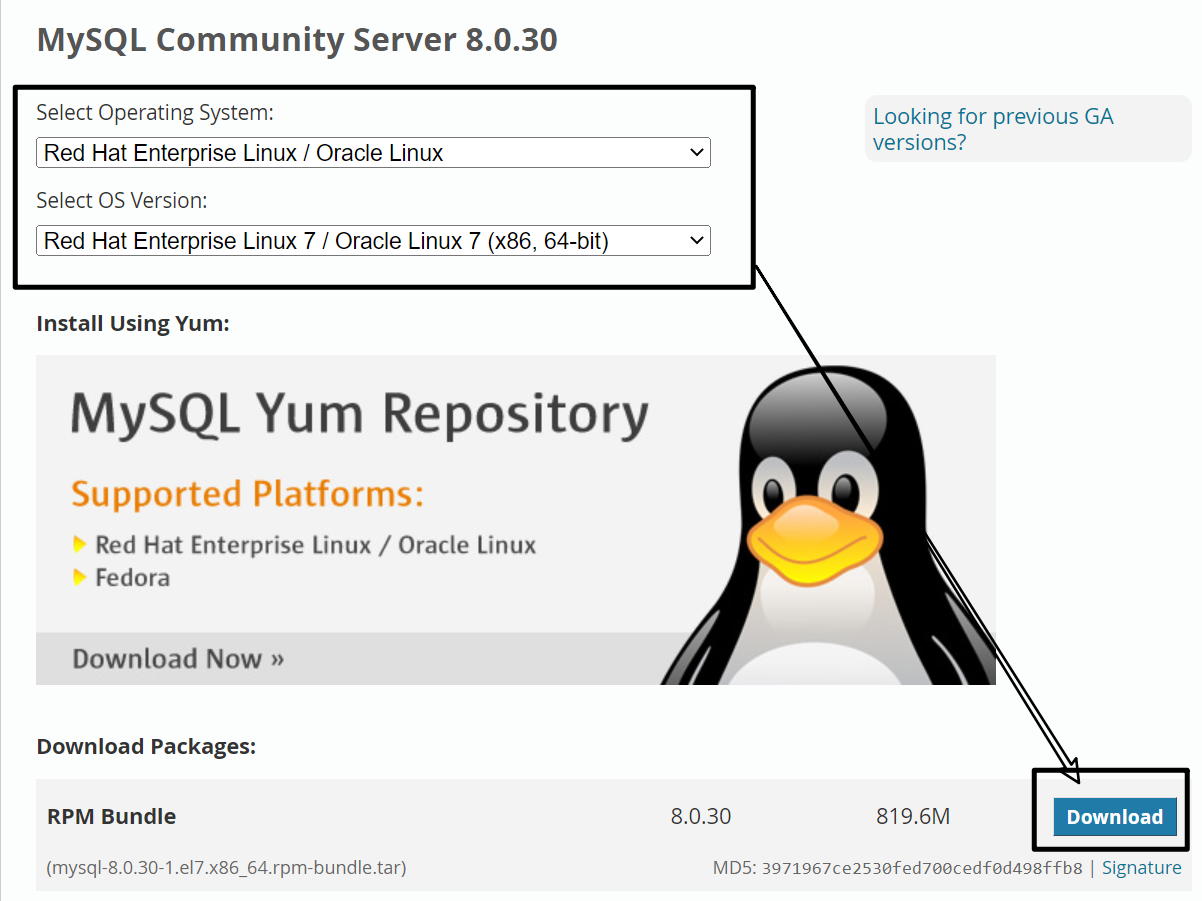 MySQL Community Server 8.0.30
Select Operating System:
Looking for previous GA
versions?
Red Hat Enterprise Linux / Oracle Linux
Select OS Version:
Red Hat Enterprise Linux 7 / Oracle Linux 7 (x86, 64-bit)
Install Using Yum:
MySQL Yum Repository
Supported Platforms:
Red Hat Enterprise Linux / Oracle Linux
Fedora
Download Now »
Download Packages:
RPM Bundle 8.0.30 819.6M Download
(mysql-8.0.30-1.el7.x86_64.rpm-bundle.tar) MD5: 3971967ce2530fed700cedf0d498ffb8 | Signature